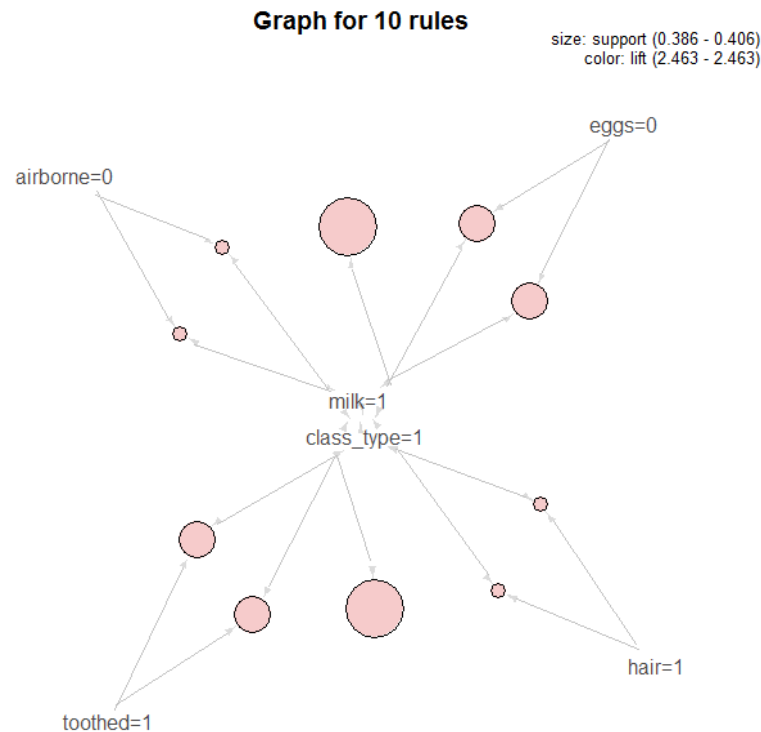 Graph for 10 rules
size: support (0.386 - 0.406)
color: lift (2.463 - 2.463)
eggs=0
airborne=0
milk=1
class_type=1
hair=1
toothed=1